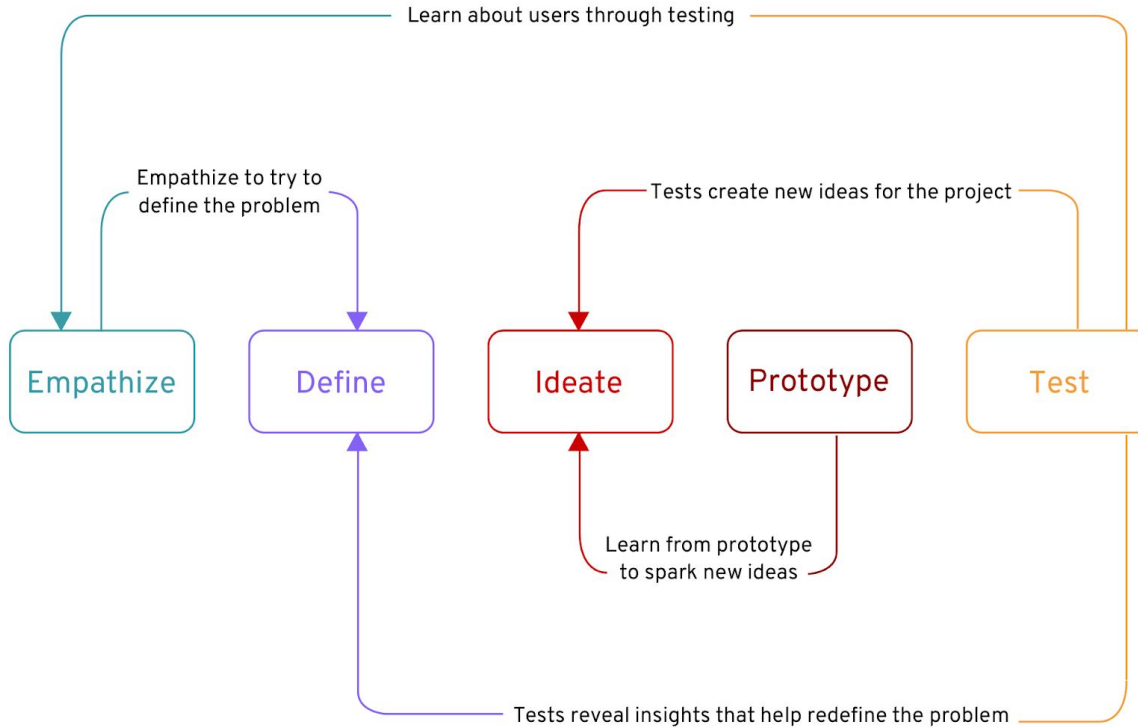 Learn about users through testing
Empathize to try to
define the problem
Tests create new ideas for the project
Empathize
Define
Ideate
Prototype
Test
Learn from prototype
to spark new ideas
Tests reveal insights that help redefine the problem